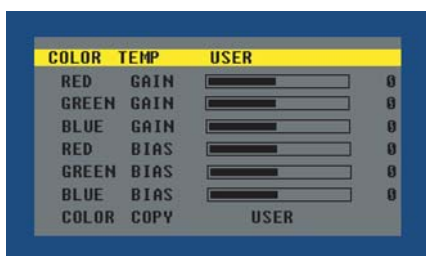 COLOR TEMP USER
RED GAIN 0
GREEN GAIN 0
BLUE GAIN 0
RED BIAS 0
GREEN BIAS 0
BLUE BIAS 0
COLOR COPY USER